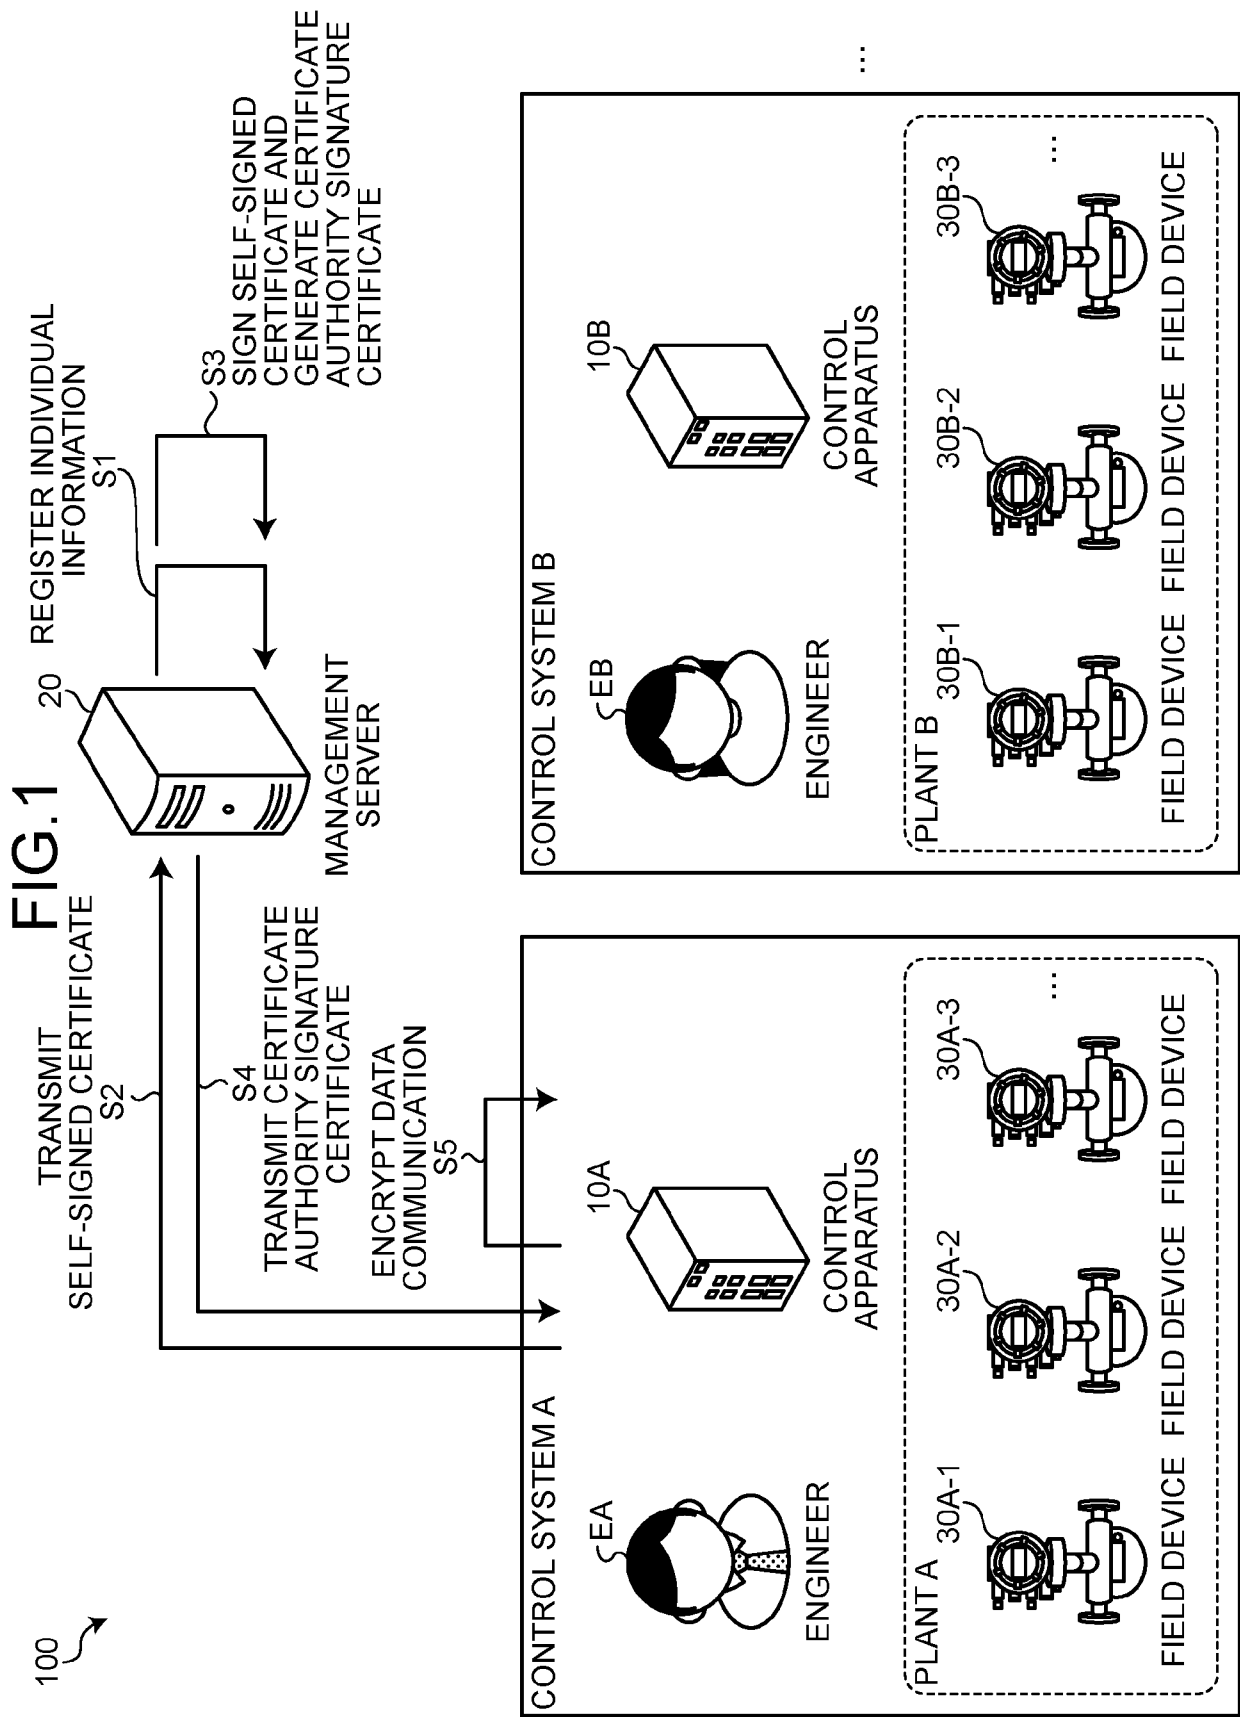 FIG.1
100
TRANSMIT
SELF-SIGNED CERTIFICATE
S2
S4
TRANSMIT CERTIFICATE
AUTHORITY SIGNATURE
CERTIFICATE
ENCRYPT DATA
COMMUNICATION
S5
20
MANAGEMENT
SERVER
REGISTER INDIVIDUAL
INFORMATION
S1
S3
SIGN SELF-SIGNED
CERTIFICATE AND
GENERATE CERTIFICATE
AUTHORITY SIGNATURE
CERTIFICATE
CONTROL SYSTEM A
EA
ENGINEER
10A
CONTROL
APPARATUS
PLANT A
30A-1
30A-2
30A-3
...
FIELD DEVICE
FIELD DEVICE
FIELD DEVICE
CONTROL SYSTEM B
EB
ENGINEER
10B
CONTROL
APPARATUS
PLANT B
30B-1
30B-2
30B-3
...
FIELD DEVICE
FIELD DEVICE
FIELD DEVICE
...